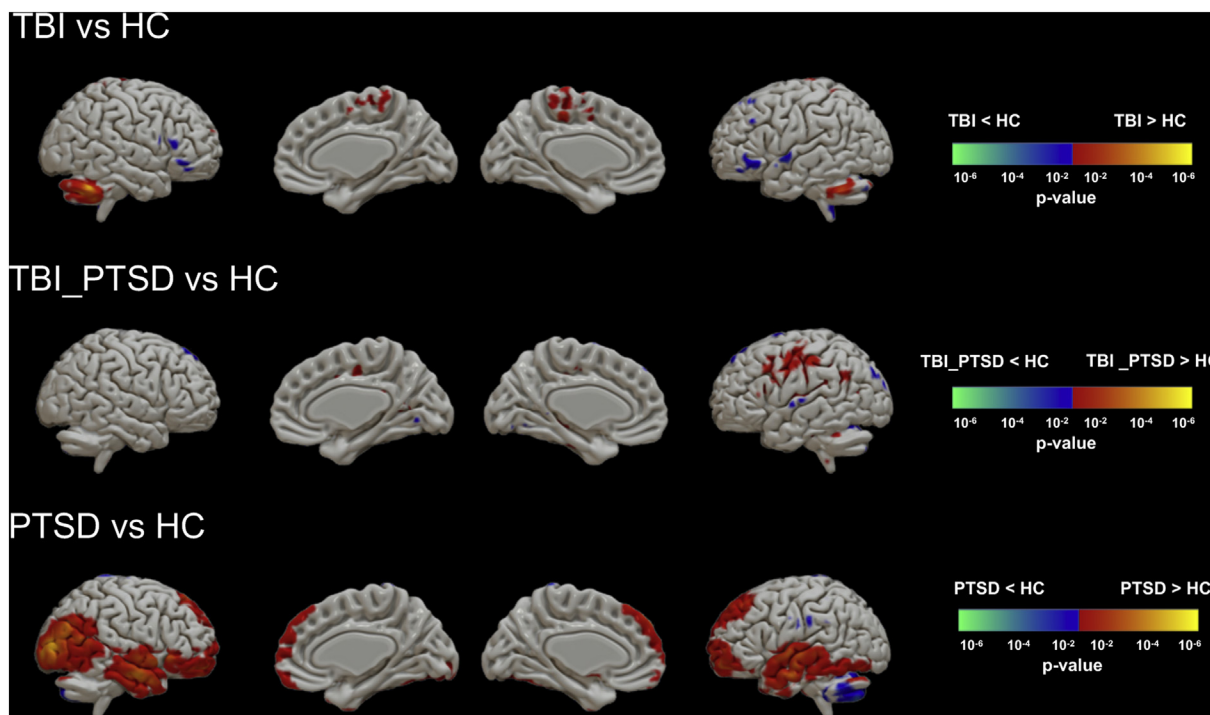 TBI vs HC
TBI < HC TBI > HC
10⁻⁶ 10⁻⁴ 10⁻² 10⁻² 10⁻⁴ 10⁻⁶
p-value
TBI_PTSD vs HC
TBI_PTSD < HC TBI _PTSD > HC
10⁻⁶ 10⁻⁴ 10⁻² 10⁻² 10⁻⁴ 10⁻⁶
p-value
PTSD vs HC
PTSD < HC PTSD > HC
10⁻⁶ 10⁻⁴ 10⁻² 10⁻² 10⁻⁴ 10⁻⁶
p-value